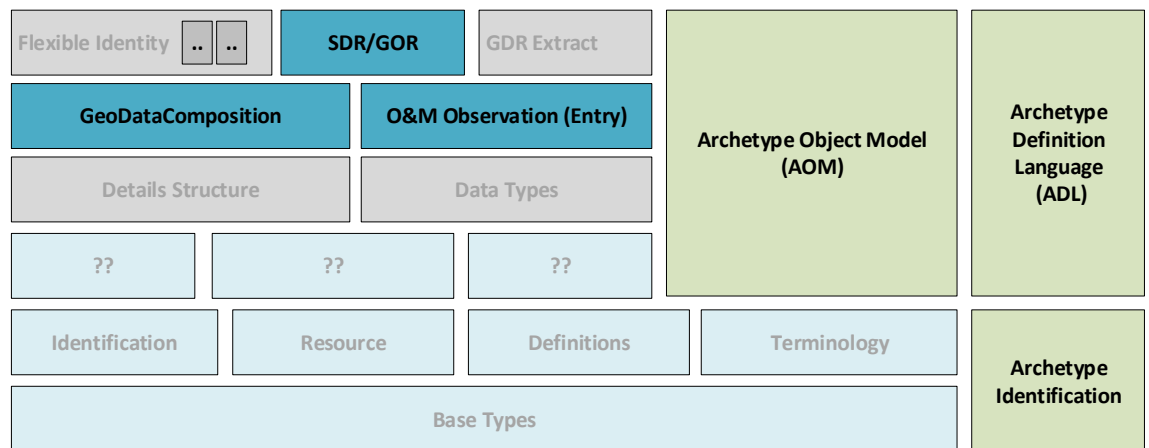 Flexible Identity .. ..
SDR/GOR
GDR Extract
GeoDataComposition
O&M Observation (Entry)
Archetype Object Model
(AOM)
Archetype
Definition
Language
(ADL)
Details Structure
Data Types
??
??
??
Identification
Resource
Definitions
Terminology
Archetype
Identification
Base Types